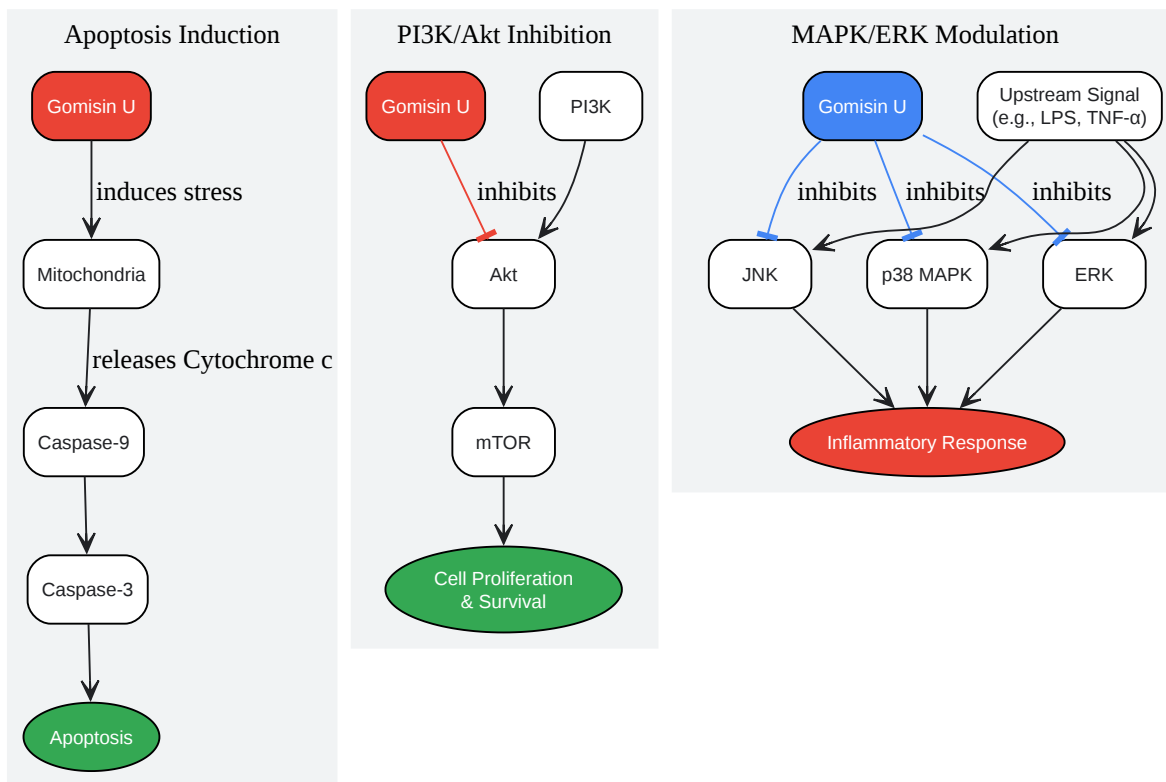 Apoptosis Induction
Gomisin U
induces stress
Mitochondria
releases Cytochrome c
Caspase-9
Caspase-3
Apoptosis
PI3K/Akt Inhibition
Gomisin U
PI3K
inhibits
Akt
mTOR
Cell Proliferation
& Survival
MAPK/ERK Modulation
Gomisin U
Upstream Signal
(e.g., LPS, TNF-α)
inhibits
inhibits
inhibits
JNK
p38 MAPK
ERK
Inflammatory Response